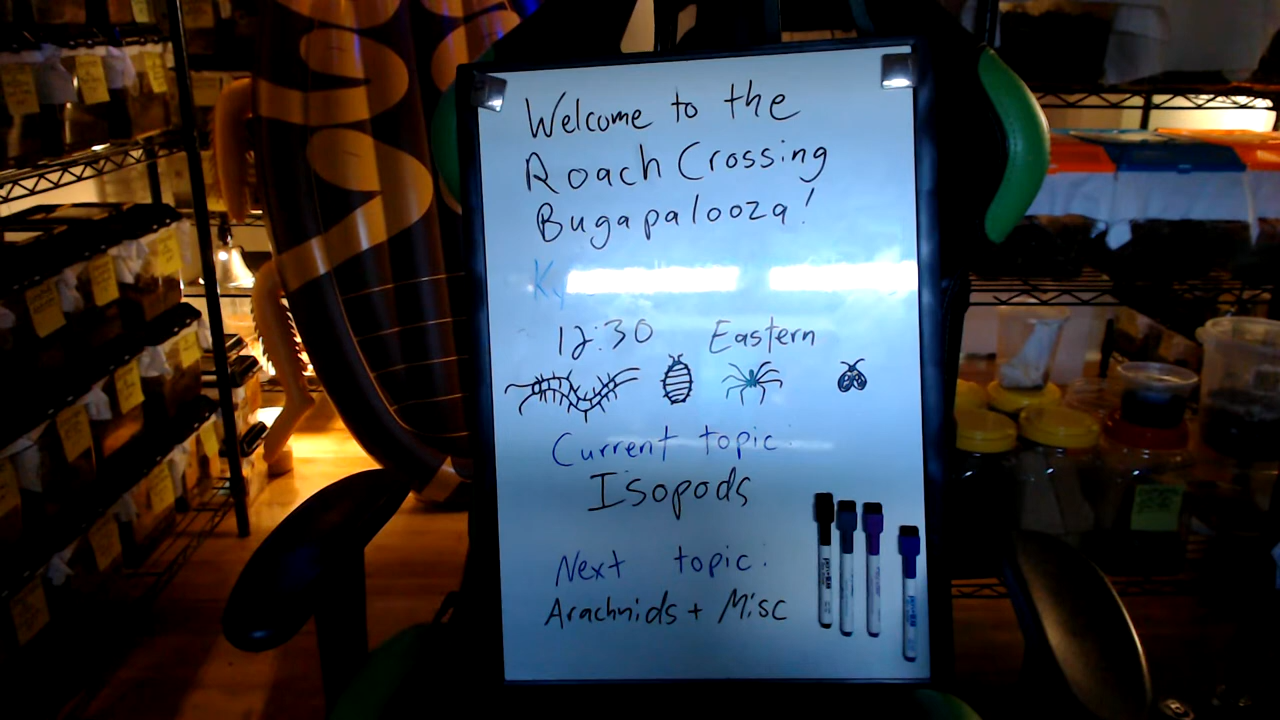 Welcome to the
Roach Crossing
Bugapalooza!
12:30 Eastern
Current topic:
Isopods
Next topic:
Arachnids + Misc